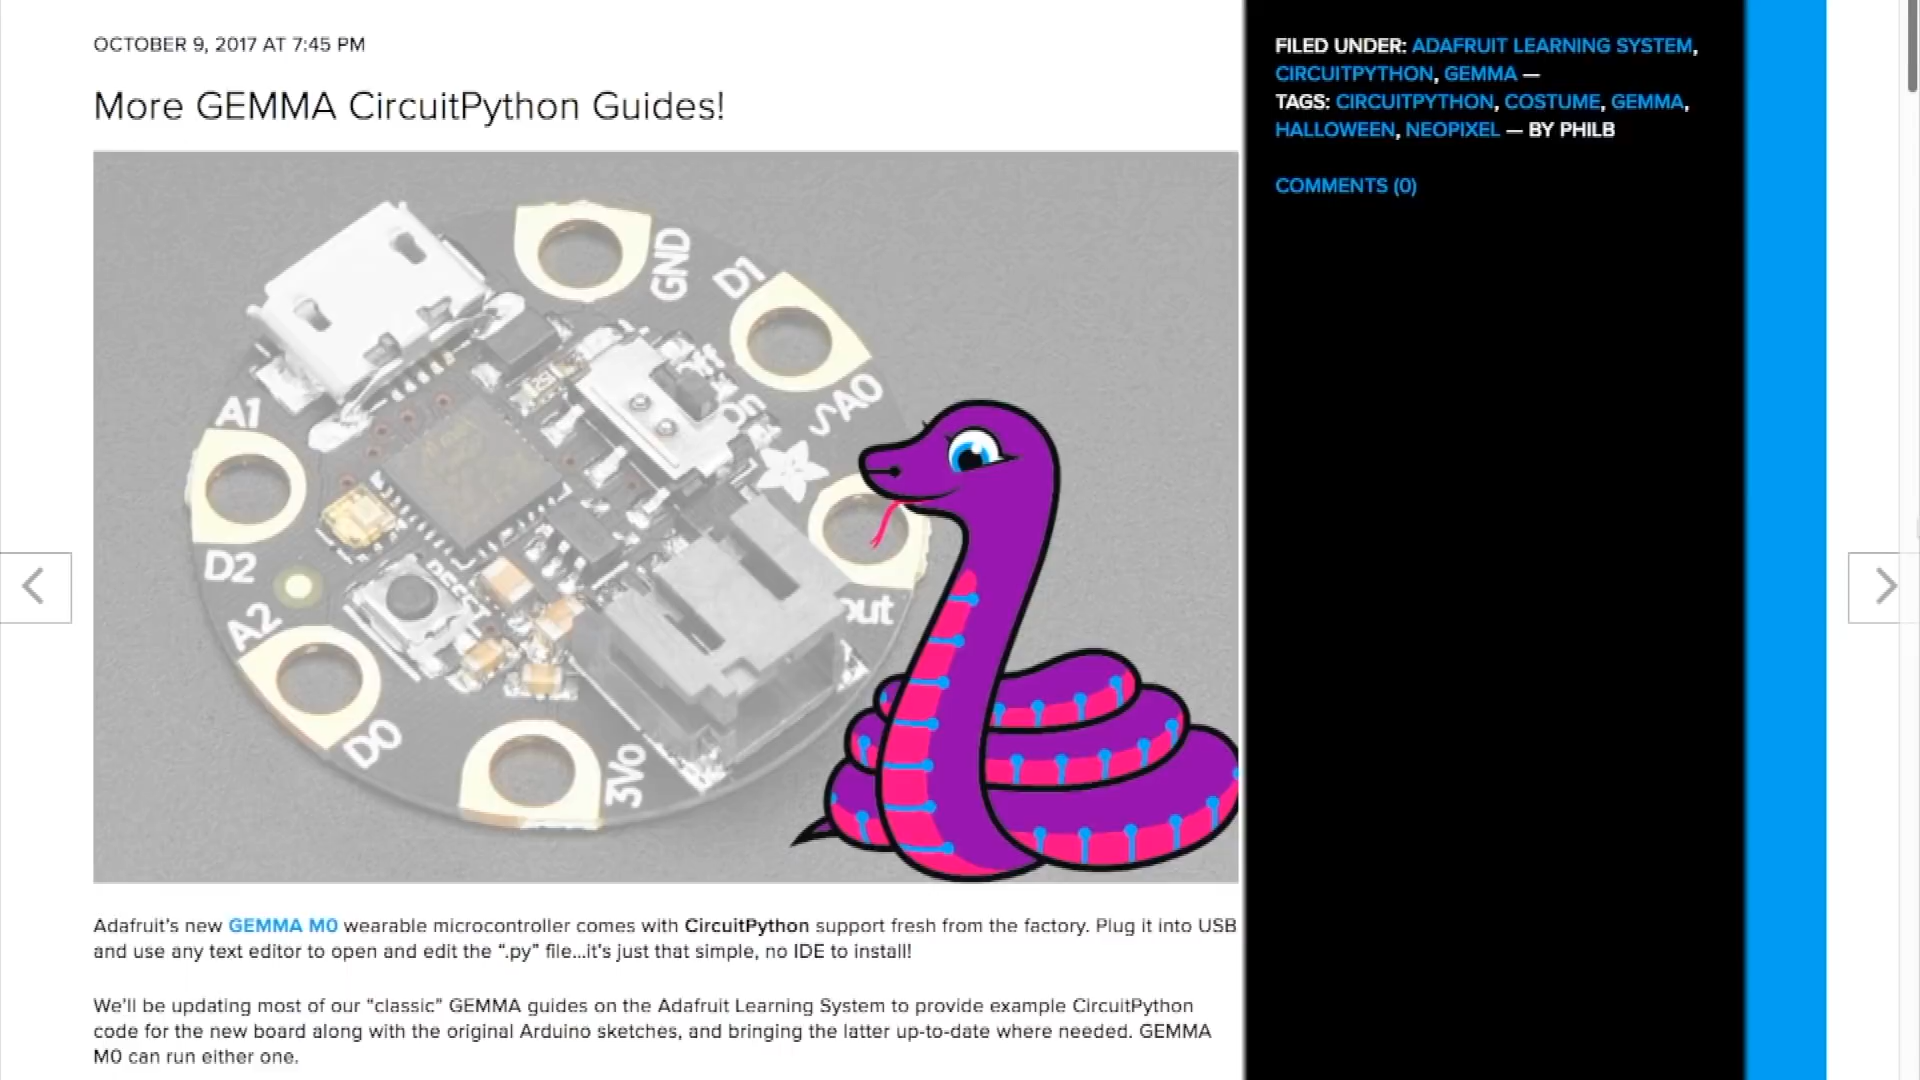 OCTOBER 9, 2017 AT 7:45 PM
More GEMMA CircuitPython Guides!
GND
D1
A0
On
A1
D2
A2
RESET
D0
3Vo
out
Adafruit's new GEMMA M0 wearable microcontroller comes with CircuitPython support fresh from the factory. Plug it into USB
and use any text editor to open and edit the “.py” file...it's just that simple, no IDE to install!
We'll be updating most of our “classic” GEMMA guides on the Adafruit Learning System to provide example CircuitPython
code for the new board along with the original Arduino sketches, and bringing the latter up-to-date where needed. GEMMA
M0 can run either one.
FILED UNDER: ADAFRUIT LEARNING SYSTEM,
CIRCUITPYTHON, GEMMA —
TAGS: CIRCUITPYTHON, COSTUME, GEMMA,
HALLOWEEN, NEOPIXEL — BY PHILB
COMMENTS (0)